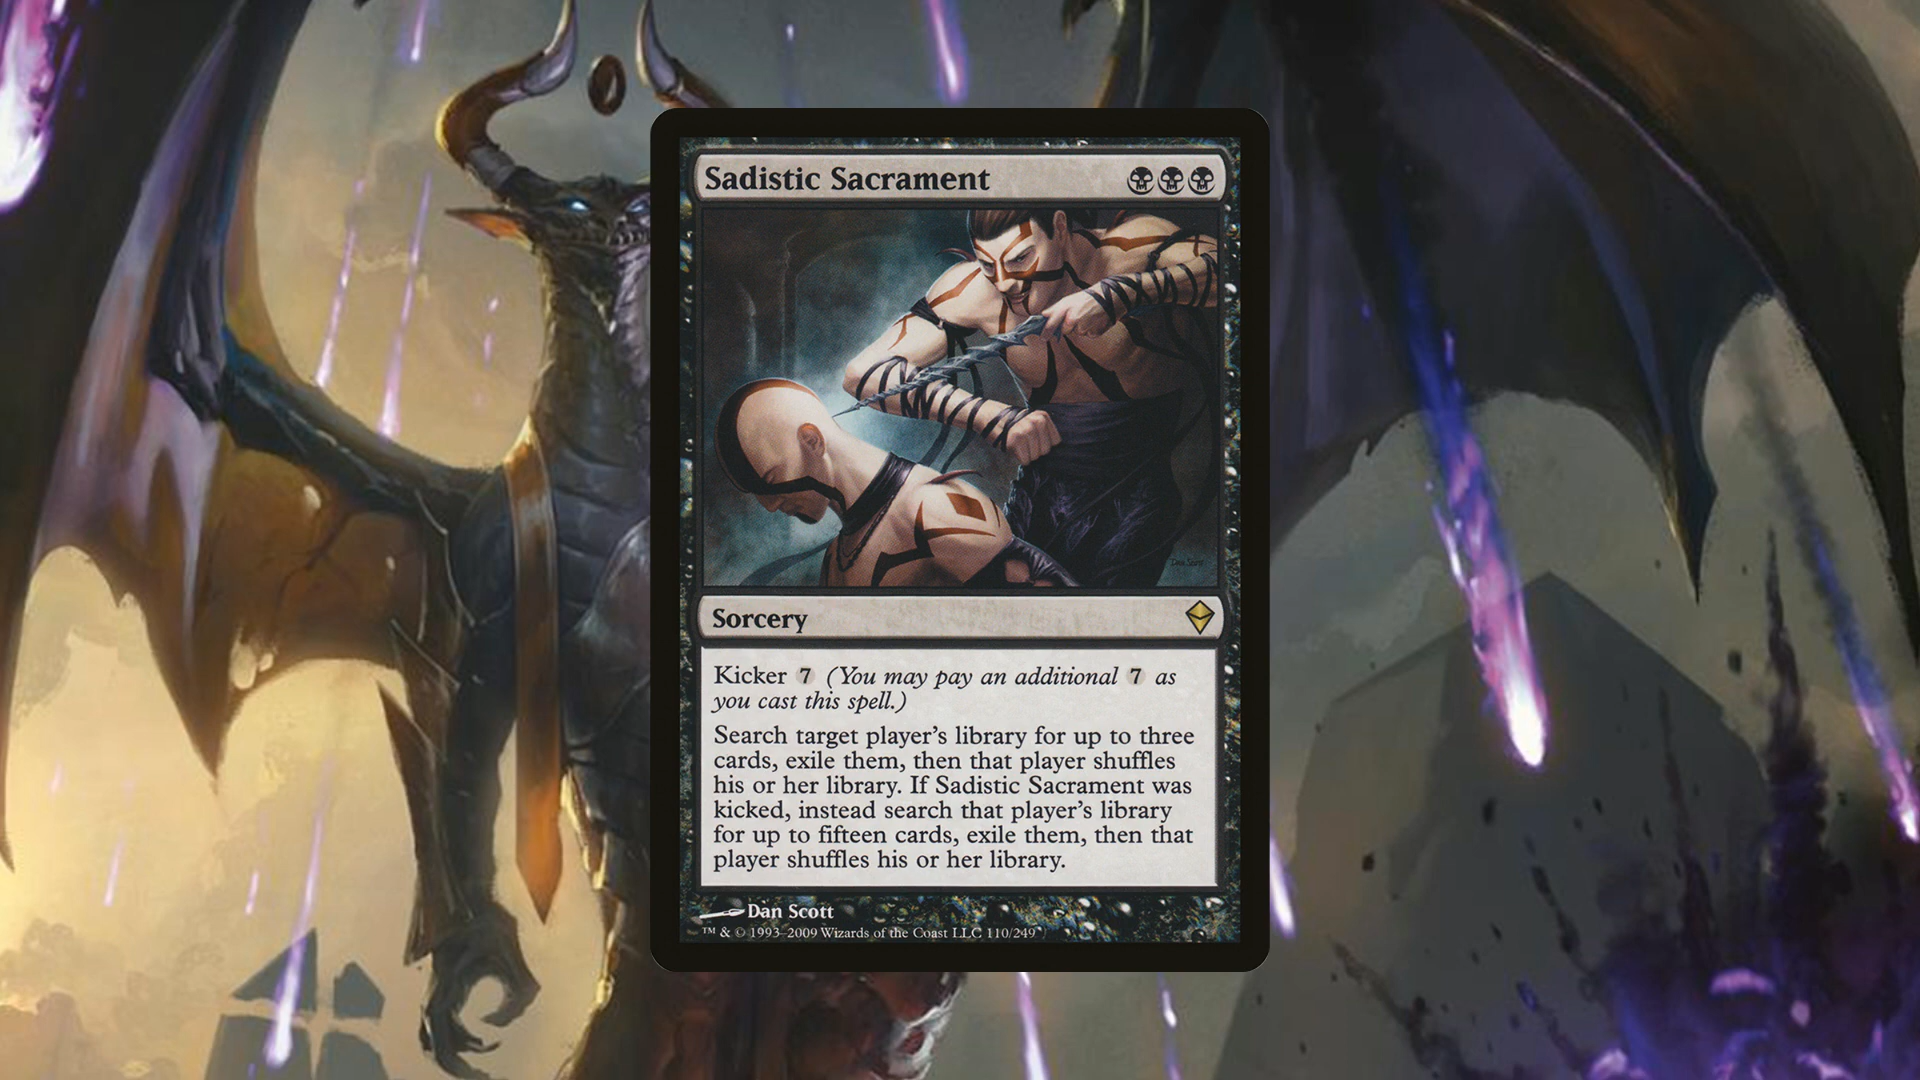 Sadistic Sacrament
Sorcery
Kicker 7 (You may pay an additional 7 as
you cast this spell.)
Search target player's library for up to three
cards, exile them, then that player shuffles
his or her library. If Sadistic Sacrament was
kicked, instead search that player's library
for up to fifteen cards, exile them, then that
player shuffles his or her library.
Dan Scott
™ & © 1993–2009 Wizards of the Coast LLC 110/249